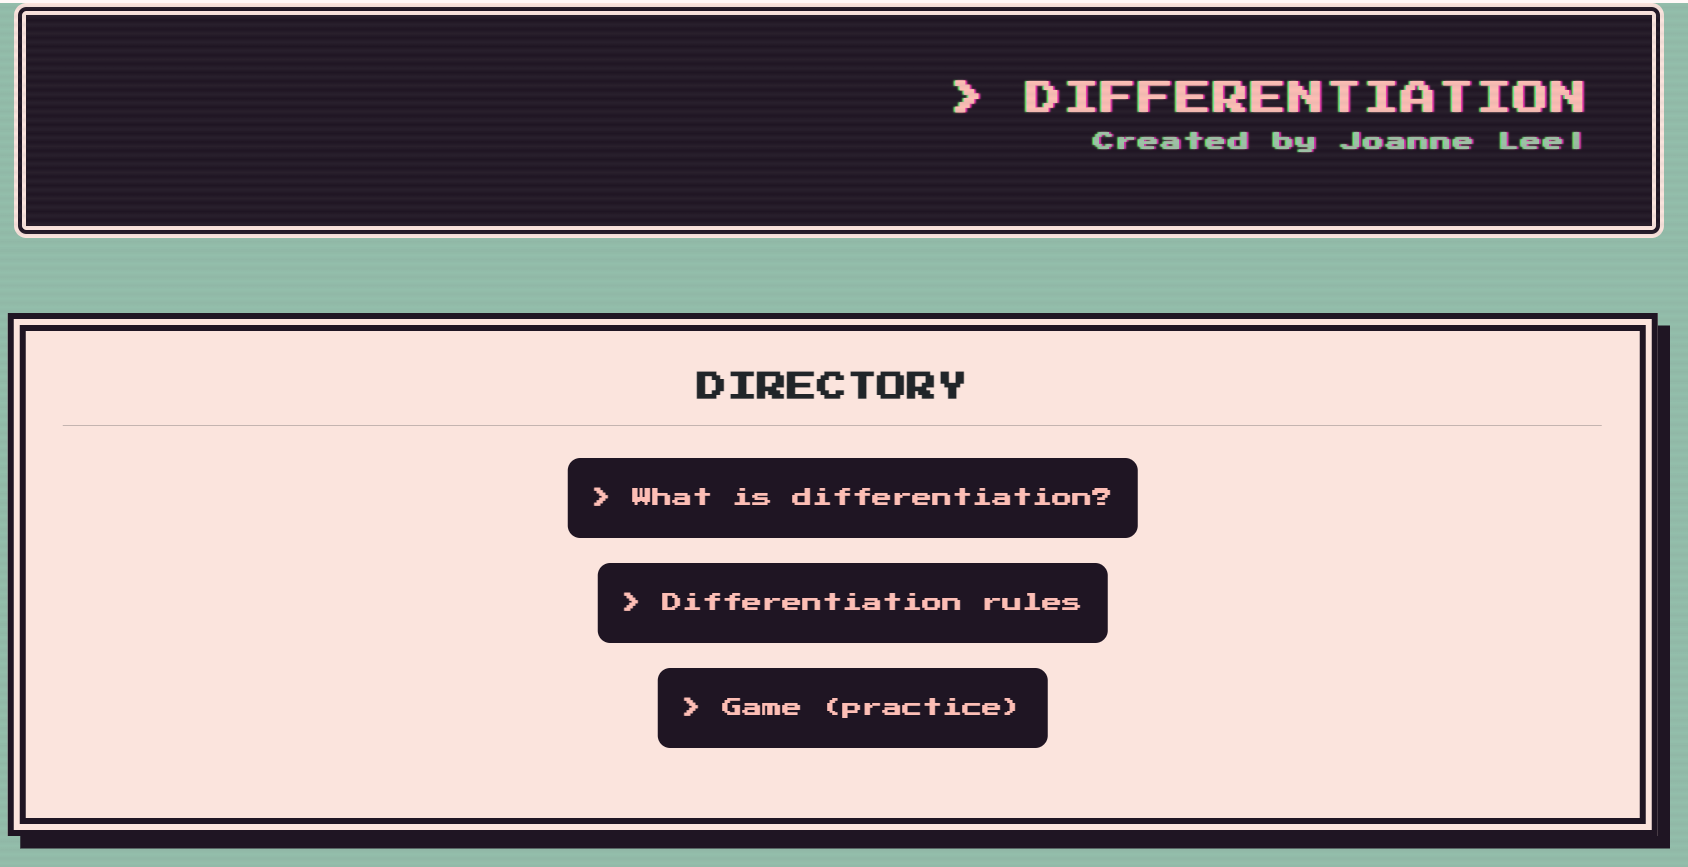 > DIFFERENTIATION
Created by Joanne Lee!
DIRECTORY
> What is differentiation?
> Differentiation rules
> Game (practice)